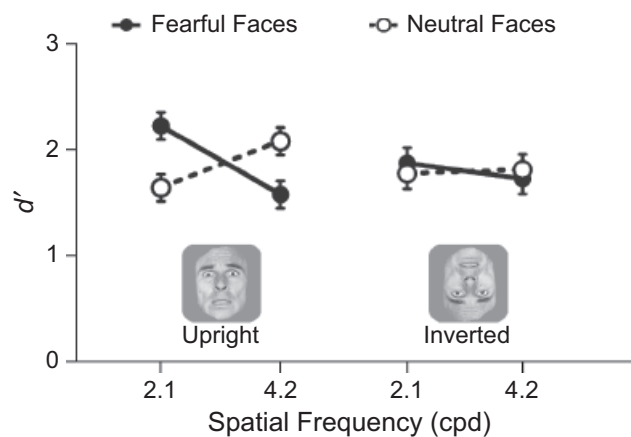 Fearful Faces Neutral Faces
3
2
d′
1
Upright Inverted
0
2.1 4.2 2.1 4.2
Spatial Frequency (cpd)